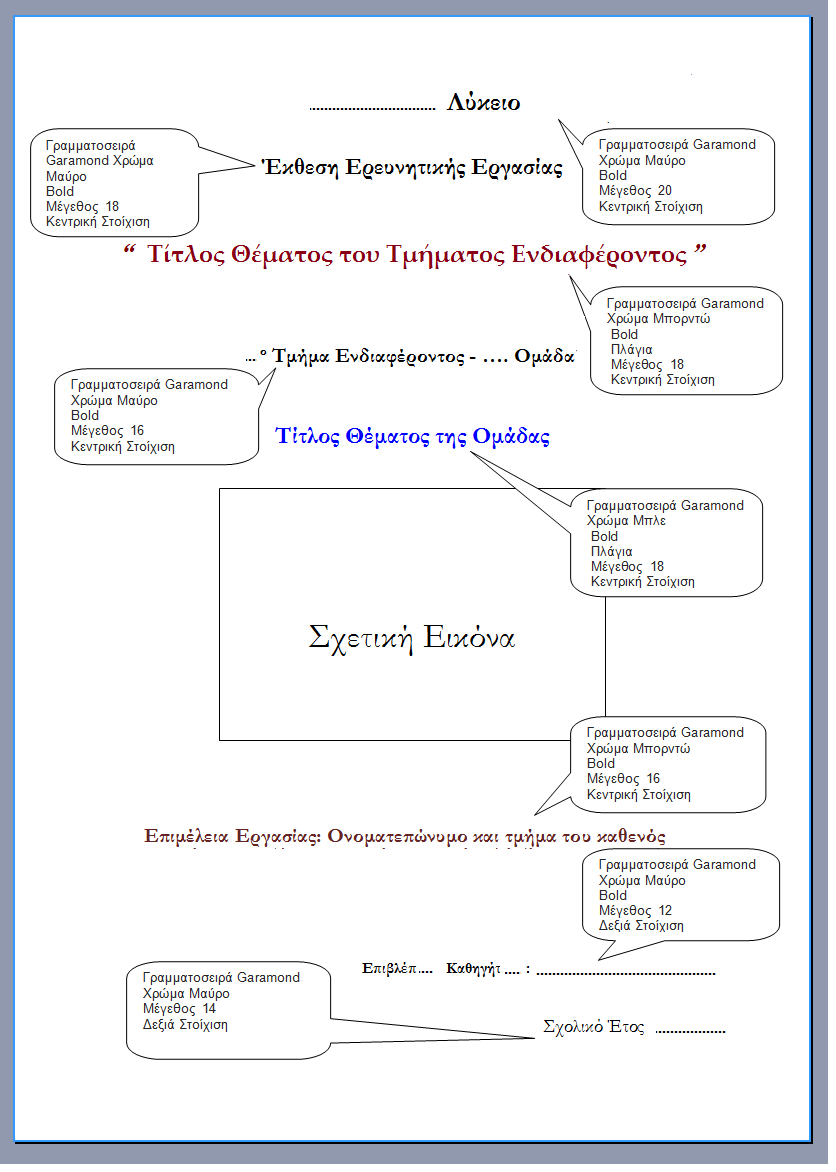 ................................ Λύκειο
Γραμματοσειρά
Garamond Χρώμα
Μαύρο
Bold
Μέγεθος 18
Κεντρική Στοίχιση
Γραμματοσειρά Garamond
Χρώμα Μαύρο
Bold
Μέγεθος 20
Κεντρική Στοίχιση
Έκθεση Ερευνητικής Εργασίας
“ Τίτλος Θέματος του Τμήματος Ενδιαφέροντος ”
Γραμματοσειρά Garamond
Χρώμα Μπορντώ
Bold
Πλάγια
Μέγεθος 18
Κεντρική Στοίχιση
... º Τμήμα Ενδιαφέροντος - …. Ομάδα
Γραμματοσειρά Garamond
Χρώμα Μαύρο
Bold
Μέγεθος 16
Κεντρική Στοίχιση
Τίτλος Θέματος της Ομάδας
Γραμματοσειρά Garamond
Χρώμα Μπλε
Bold
Πλάγια
Μέγεθος 18
Κεντρική Στοίχιση
Σχετική Εικόνα
Γραμματοσειρά Garamond
Χρώμα Μπορντώ
Bold
Μέγεθος 16
Κεντρική Στοίχιση
Επιμέλεια Εργασίας: Ονοματεπώνυμο και τμήμα του καθενός
Γραμματοσειρά Garamond
Χρώμα Μαύρο
Bold
Μέγεθος 12
Δεξιά Στοίχιση
Επιβλέπ.... Καθηγήτ .... : ..........................................
Γραμματοσειρά Garamond
Χρώμα Μαύρο
Μέγεθος 14
Δεξιά Στοίχιση
Σχολικό Έτος ..................